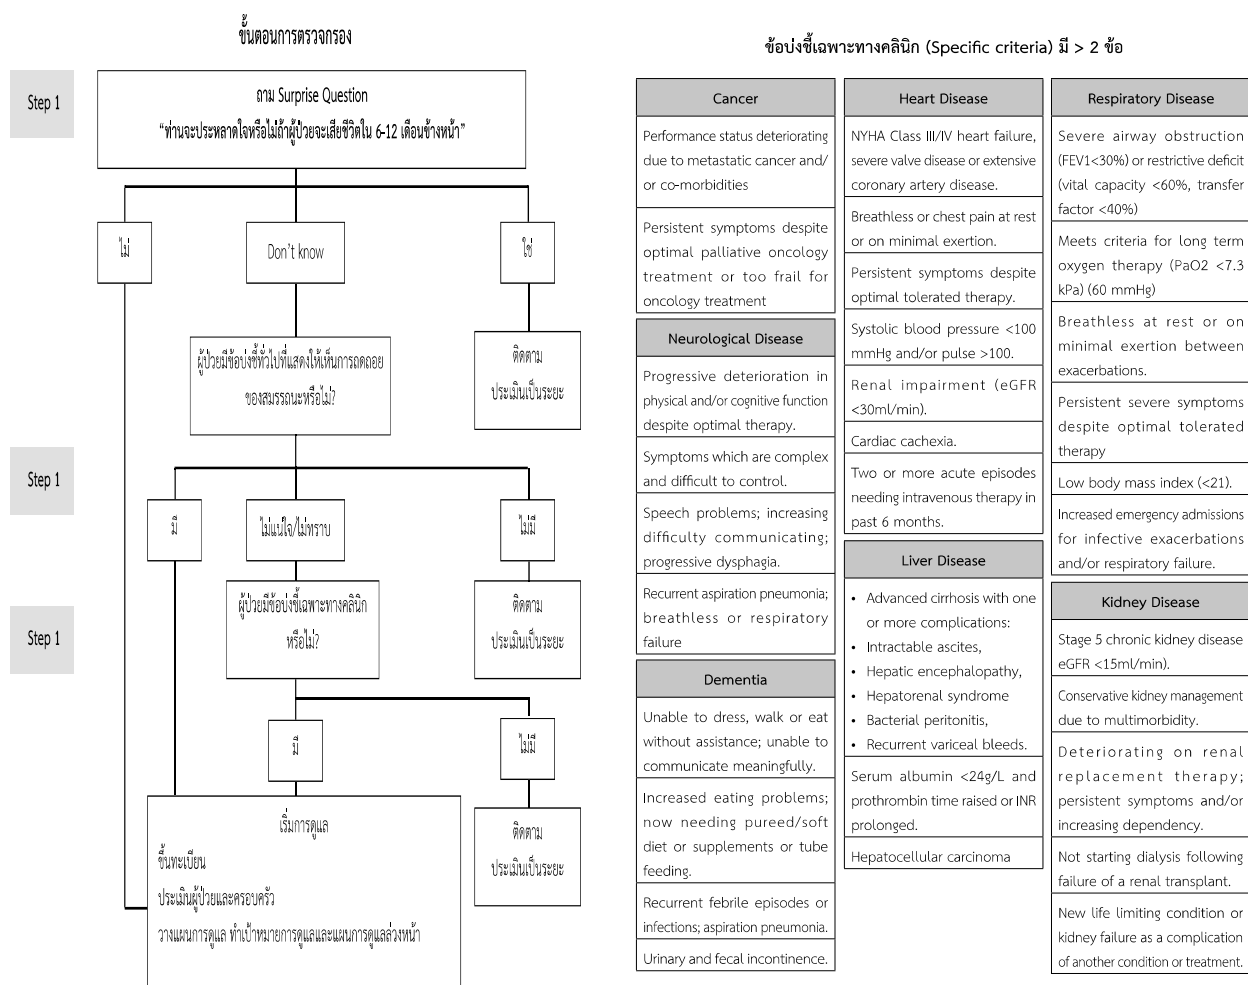 ขั้นตอนการตรวจกรอง
Step 1
ถาม Surprise Question
“ท่านจะประหลาดใจหรือไม่ถ้าผู้ป่วยจะเสียชีวิตใน 6-12 เดือนข้างหน้า”
ไม่
Don't know
ใช่
ผู้ป่วยมีข้อบ่งชี้ทั่วไปที่แสดงให้เห็นการถดถอย
ของสมรรถนะหรือไม่?
ติดตาม
ประเมินเป็นระยะ
Step 1
มี
ไม่แน่ใจ/ไม่ทราบ
ไม่มี
Step 1
ผู้ป่วยมีข้อบ่งชี้เฉพาะทางคลินิก
หรือไม่?
ติดตาม
ประเมินเป็นระยะ
มี
ไม่มี
เริ่มการดูแล
ขึ้นทะเบียน
ประเมินผู้ป่วยและครอบครัว
วางแผนการดูแล ทำเป้าหมายการดูแลและแผนการดูแลล่วงหน้า
ติดตาม
ประเมินเป็นระยะ
ข้อบ่งชี้เฉพาะทางคลินิก (Specific criteria) มี > 2 ข้อ
Cancer
Performance status deteriorating
due to metastatic cancer and/
or co-morbidities
Persistent symptoms despite
optimal palliative oncology
treatment or too frail for
oncology treatment
Neurological Disease
Progressive deterioration in
physical and/or cognitive function
despite optimal therapy.
Symptoms which are complex
and difficult to control.
Speech problems; increasing
difficulty communicating;
progressive dysphagia.
Recurrent aspiration pneumonia;
breathless or respiratory
failure
Dementia
Unable to dress, walk or eat
without assistance; unable to
communicate meaningfully.
Increased eating problems;
now needing pureed/soft
diet or supplements or tube
feeding.
Recurrent febrile episodes or
infections; aspiration pneumonia.
Urinary and fecal incontinence.
Heart Disease
NYHA Class III/IV heart failure,
severe valve disease or extensive
coronary artery disease.
Breathless or chest pain at rest
or on minimal exertion.
Persistent symptoms despite
optimal tolerated therapy.
Systolic blood pressure <100
mmHg and/or pulse >100.
Renal impairment (eGFR
<30ml/min).
Cardiac cachexia.
Two or more acute episodes
needing intravenous therapy in
past 6 months.
Liver Disease
• Advanced cirrhosis with one
or more complications:
• Intractable ascites,
• Hepatic encephalopathy,
• Hepatorenal syndrome
• Bacterial peritonitis,
• Recurrent variceal bleeds.
Serum albumin <24g/L and
prothrombin time raised or INR
prolonged.
Hepatocellular carcinoma
Respiratory Disease
Severe airway obstruction
(FEV1<30%) or restrictive deficit
(vital capacity <60%, transfer
factor <40%)
Meets criteria for long term
oxygen therapy (PaO2 <7.3
kPa) (60 mmHg)
Breathless at rest or on
minimal exertion between
exacerbations.
Persistent severe symptoms
despite optimal tolerated
therapy
Low body mass index (<21).
Increased emergency admissions
for infective exacerbations
and/or respiratory failure.
Kidney Disease
Stage 5 chronic kidney disease
eGFR <15ml/min).
Conservative kidney management
due to multimorbidity.
Deteriorating on renal
replacement therapy;
persistent symptoms and/or
increasing dependency.
Not starting dialysis following
failure of a renal transplant.
New life limiting condition or
kidney failure as a complication
of another condition or treatment.